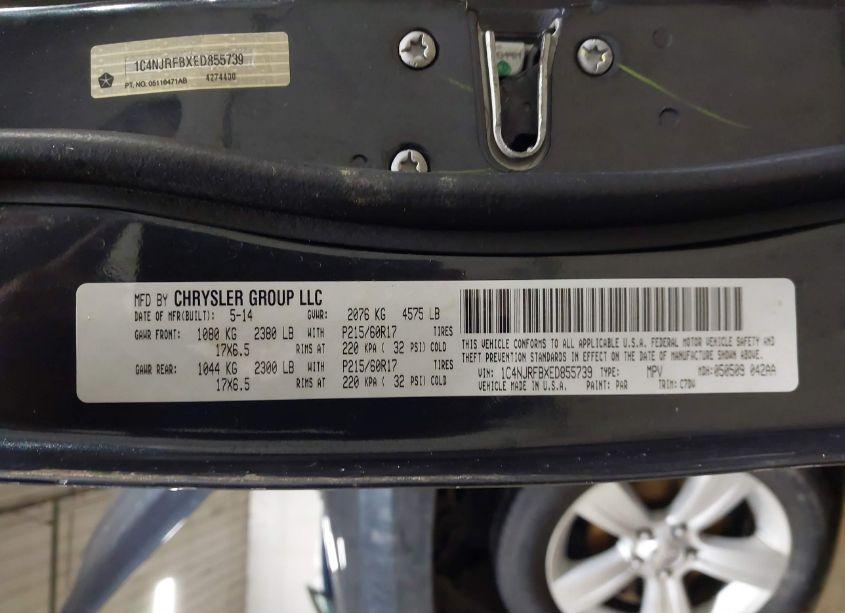 1C4NJRFBXED855739
PT. NO. 05116471AB 4274400
MFD BY CHRYSLER GROUP LLC
DATE OF MFR(BUILT): 5-14 GVWR: 2076 KG 4575 LB
GAWR FRONT: 1080 KG 2380 LB WITH P215/60R17 TIRES
17X6.5 RIMS AT 220 KPA ( 32 PSI) COLD
GAWR REAR: 1044 KG 2300 LB WITH P215/60R17 TIRES
17X6.5 RIMS AT 220 KPA ( 32 PSI) COLD
THIS VEHICLE CONFORMS TO ALL APPLICABLE U.S.A. FEDERAL MOTOR VEHICLE SAFETY AND
THEFT PREVENTION STANDARDS IN EFFECT ON THE DATE OF MANUFACTURE SHOWN ABOVE.
VIN: 1C4NJRFBXED855739 TYPE: MPV MDH: 050509 042AA
VEHICLE MADE IN U.S.A. PAINT: PAR TRIM: C7DV